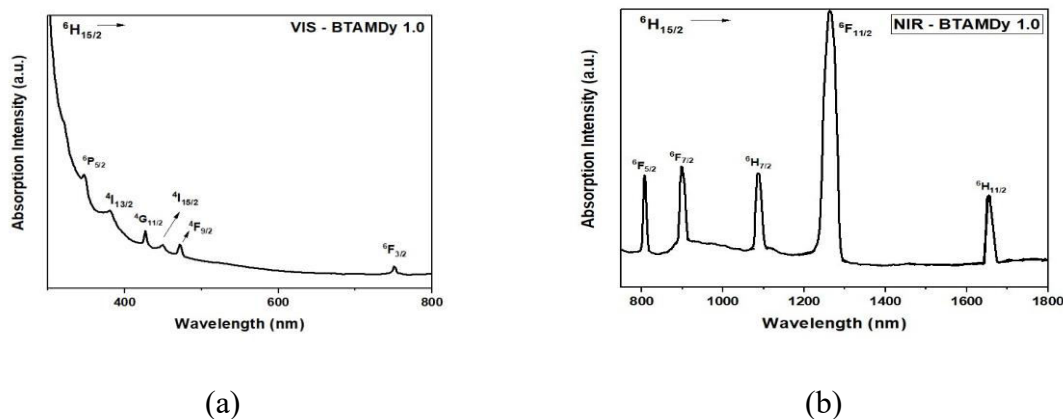 VIS - BTAMDy 1.0
⁶H₁₅/₂
⁶P₅/₂
⁴I₁₃/₂
⁴G₁₁/₂
⁴I₁₅/₂
⁴F₉/₂
⁶F₃/₂
Absorption Intensity (a.u.)
400
600
800
Wavelength (nm)
(a)
NIR - BTAMDy 1.0
⁶H₁₅/₂
⁶F₁₁/₂
⁶F₅/₂
⁶F₇/₂
⁶H₇/₂
⁶H₁₁/₂
Absorption Intensity (a.u.)
800
1000
1200
1400
1600
1800
Wavelength (nm)
(b)